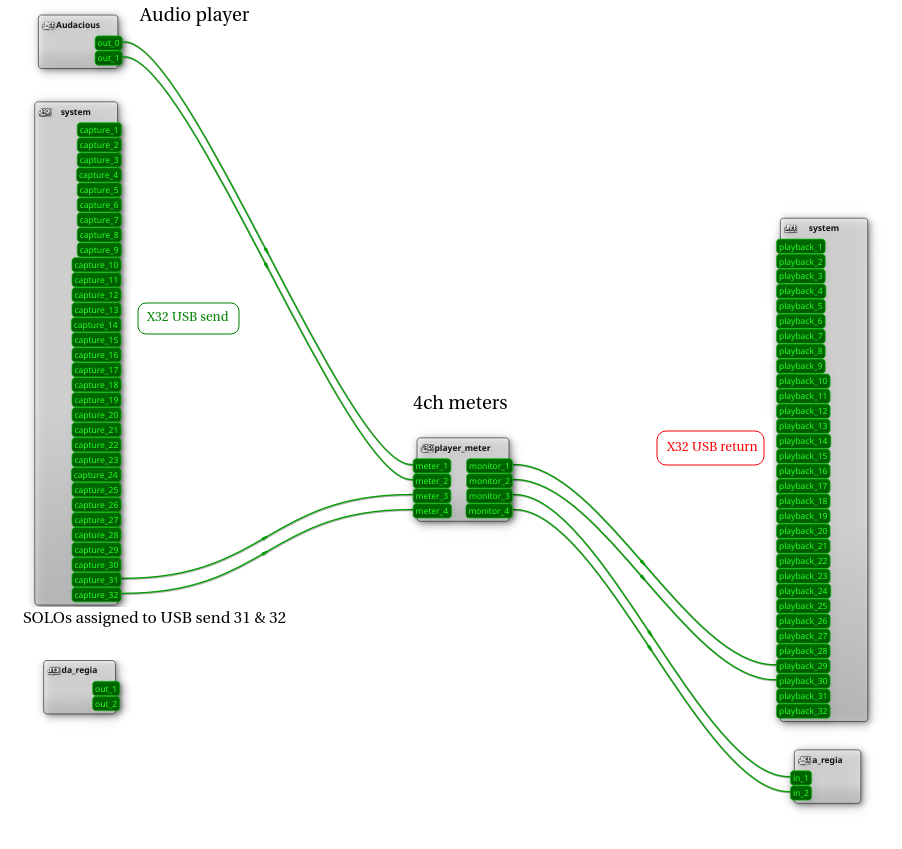 Audio player
Audacious
out_0
out_1
system
capture_1
capture_2
capture_3
capture_4
capture_5
capture_6
capture_7
capture_8
capture_9
capture_10
capture_11
capture_12
capture_13
capture_14
capture_15
capture_16
capture_17
capture_18
capture_19
capture_20
capture_21
capture_22
capture_23
capture_24
capture_25
capture_26
capture_27
capture_28
capture_29
capture_30
capture_31
capture_32
X32 USB send
SOLOs assigned to USB send 31 & 32
da_regia
out_1
out_2
4ch meters
player_meter
meter_1 monitor_1
meter_2 monitor_2
meter_3 monitor_3
meter_4 monitor_4
X32 USB return
system
playback_1
playback_2
playback_3
playback_4
playback_5
playback_6
playback_7
playback_8
playback_9
playback_10
playback_11
playback_12
playback_13
playback_14
playback_15
playback_16
playback_17
playback_18
playback_19
playback_20
playback_21
playback_22
playback_23
playback_24
playback_25
playback_26
playback_27
playback_28
playback_29
playback_30
playback_31
playback_32
a_regia
in_1
in_2